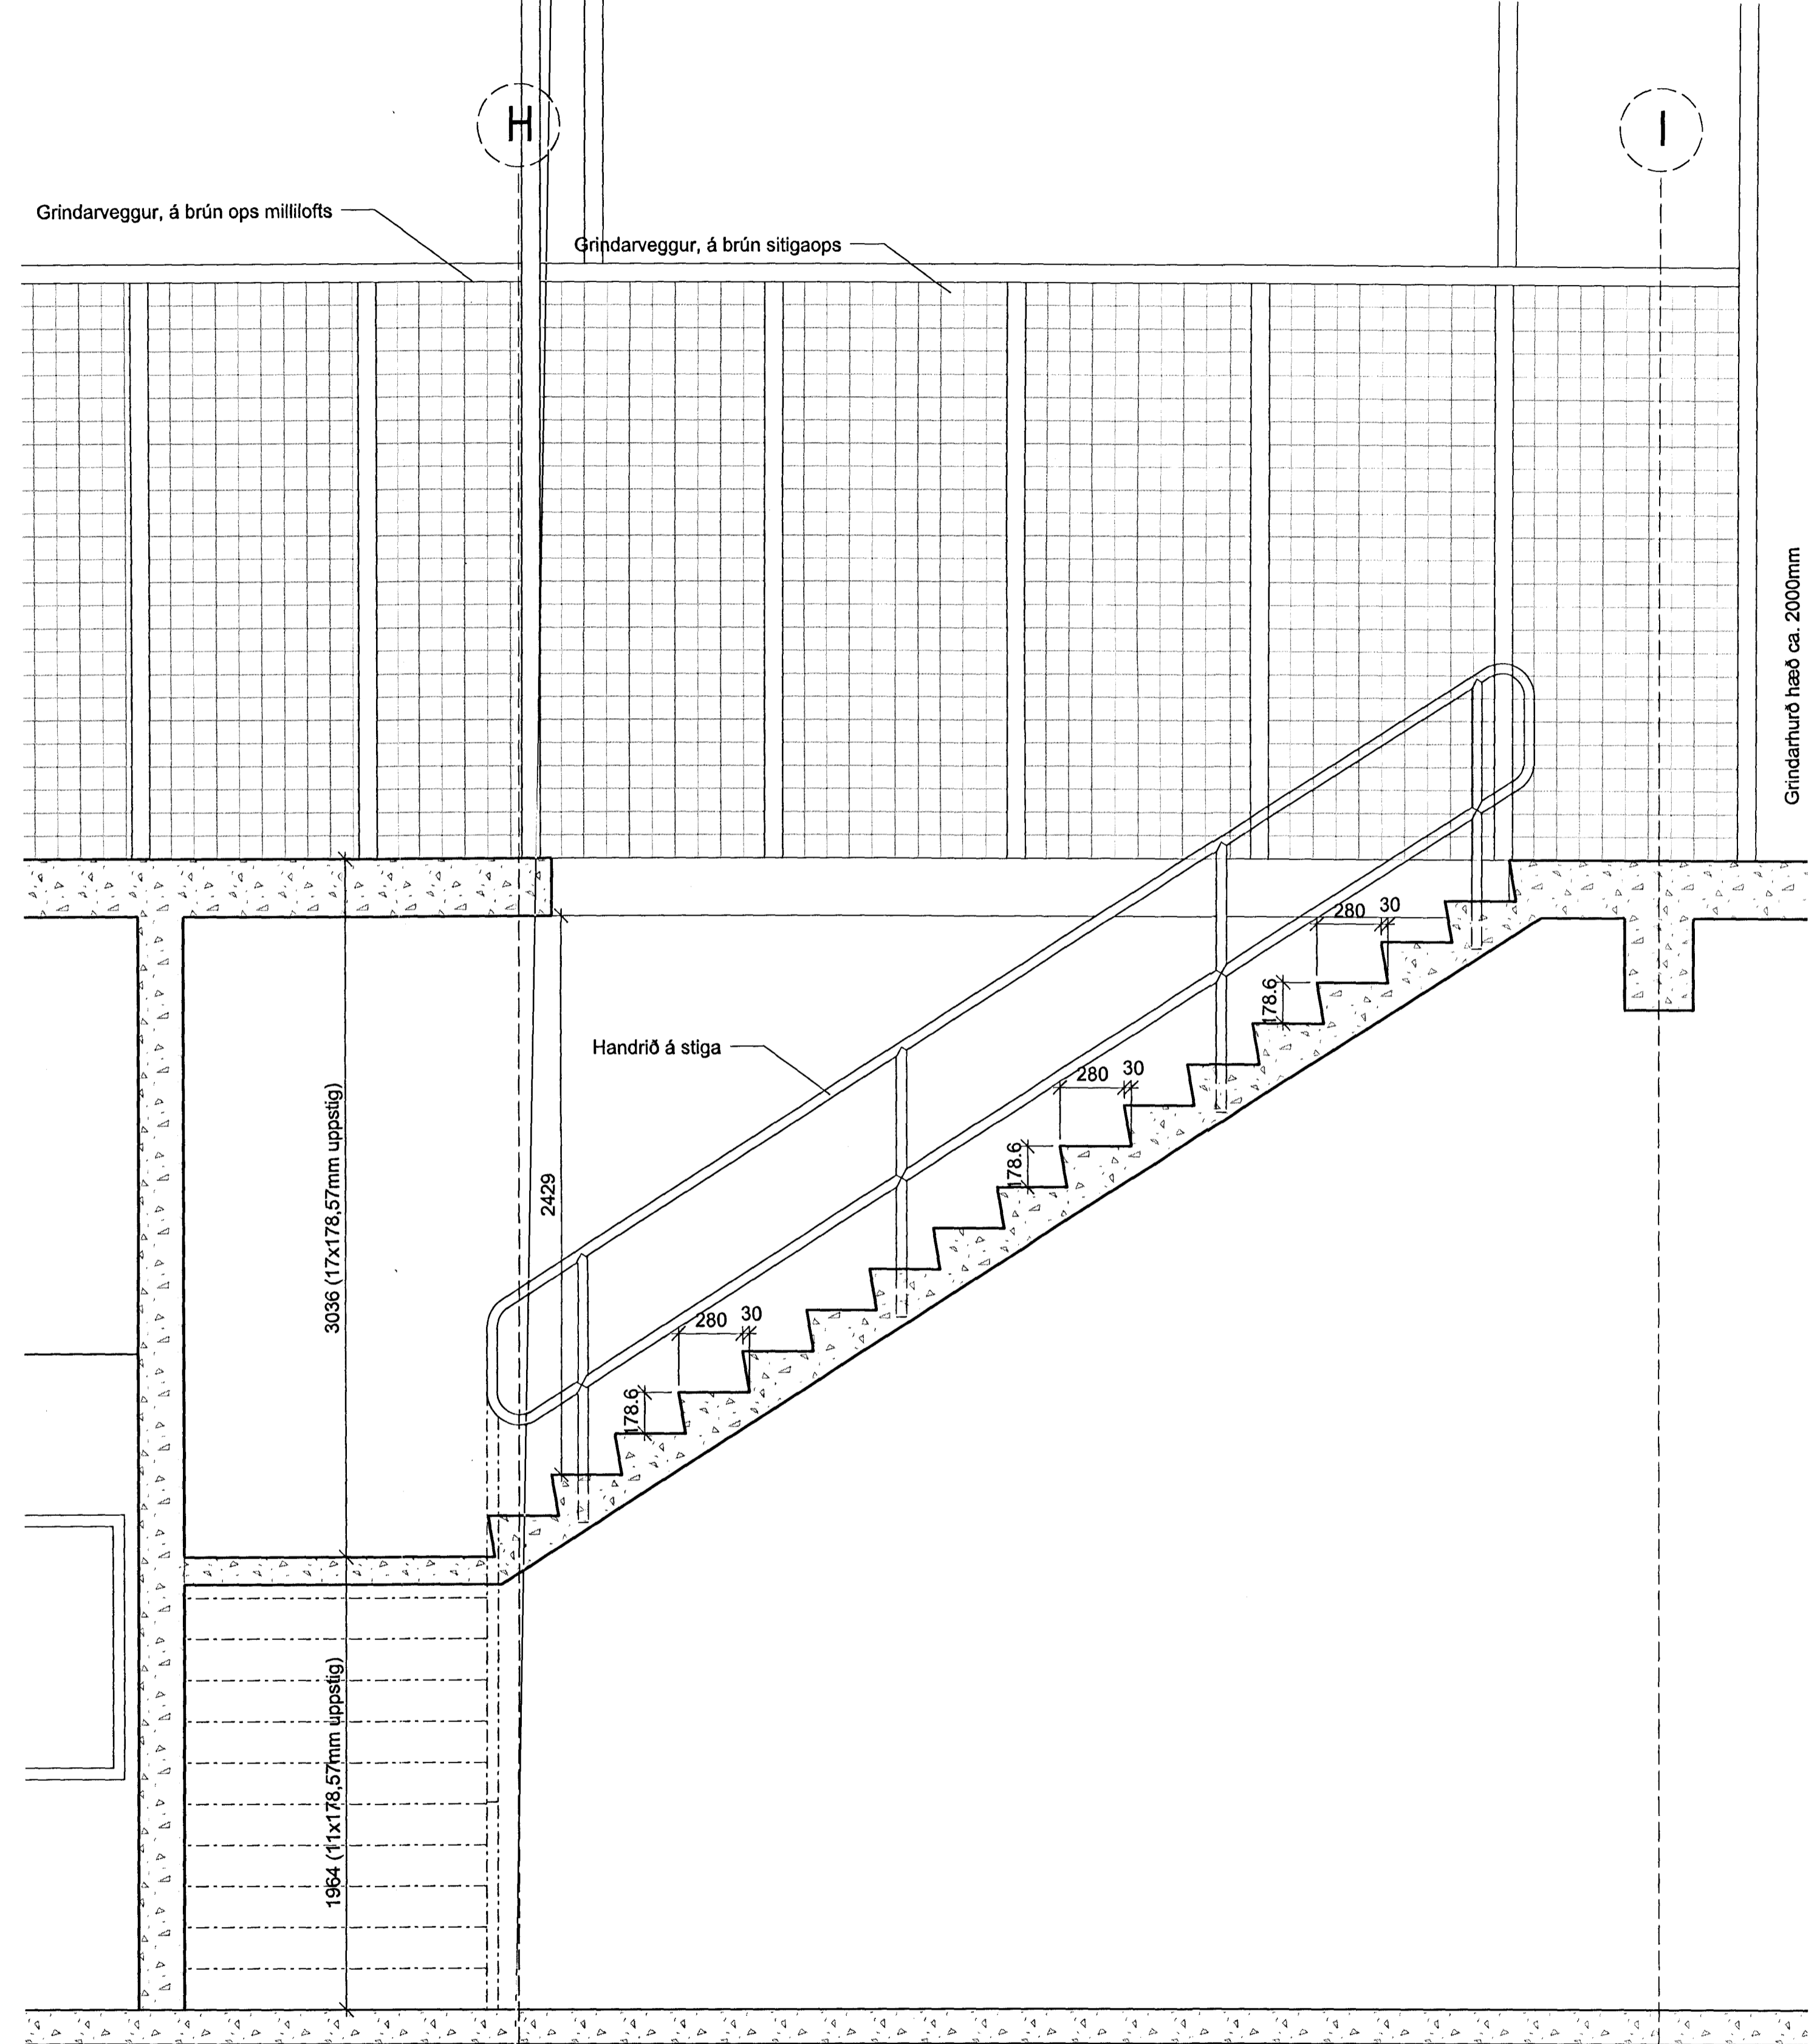 H
I
Grindarveggur, á brún ops millilofts
Grindarveggur, á brún sitigaops
Grindarhurð hæð ca. 2000mm
280 30
178.6
Handrið á stiga
280 30
178.6
2429
3036 (17x178,57mm uppstig)
280 30
178.6
1964 (11x178,57mm uppstig)